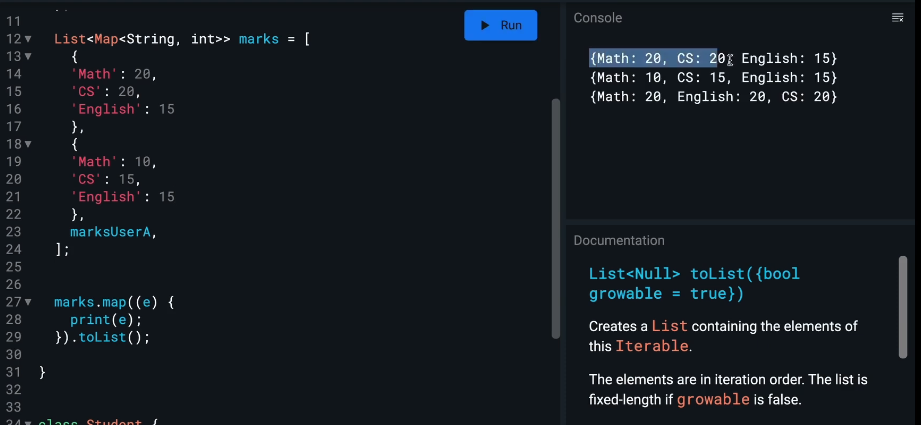 11
12 List<Map<String, int>> marks = [
13 {
14 'Math': 20,
15 'CS': 20,
16 'English': 15
17 },
18 {
19 'Math': 10,
20 'CS': 15,
21 'English': 15
22 },
23 marksUserA,
24 ];
25
26
27 marks.map((e) {
28 print(e);
29 }).toList();
30
31 }
32
33
34 class Student {
Run
Console
{Math: 20, CS: 20, English: 15}
{Math: 10, CS: 15, English: 15}
{Math: 20, English: 20, CS: 20}
Documentation
List<Null> toList({bool
growable = true})
Creates a List containing the elements of
this Iterable.
The elements are in iteration order. The list is
fixed-length if growable is false.